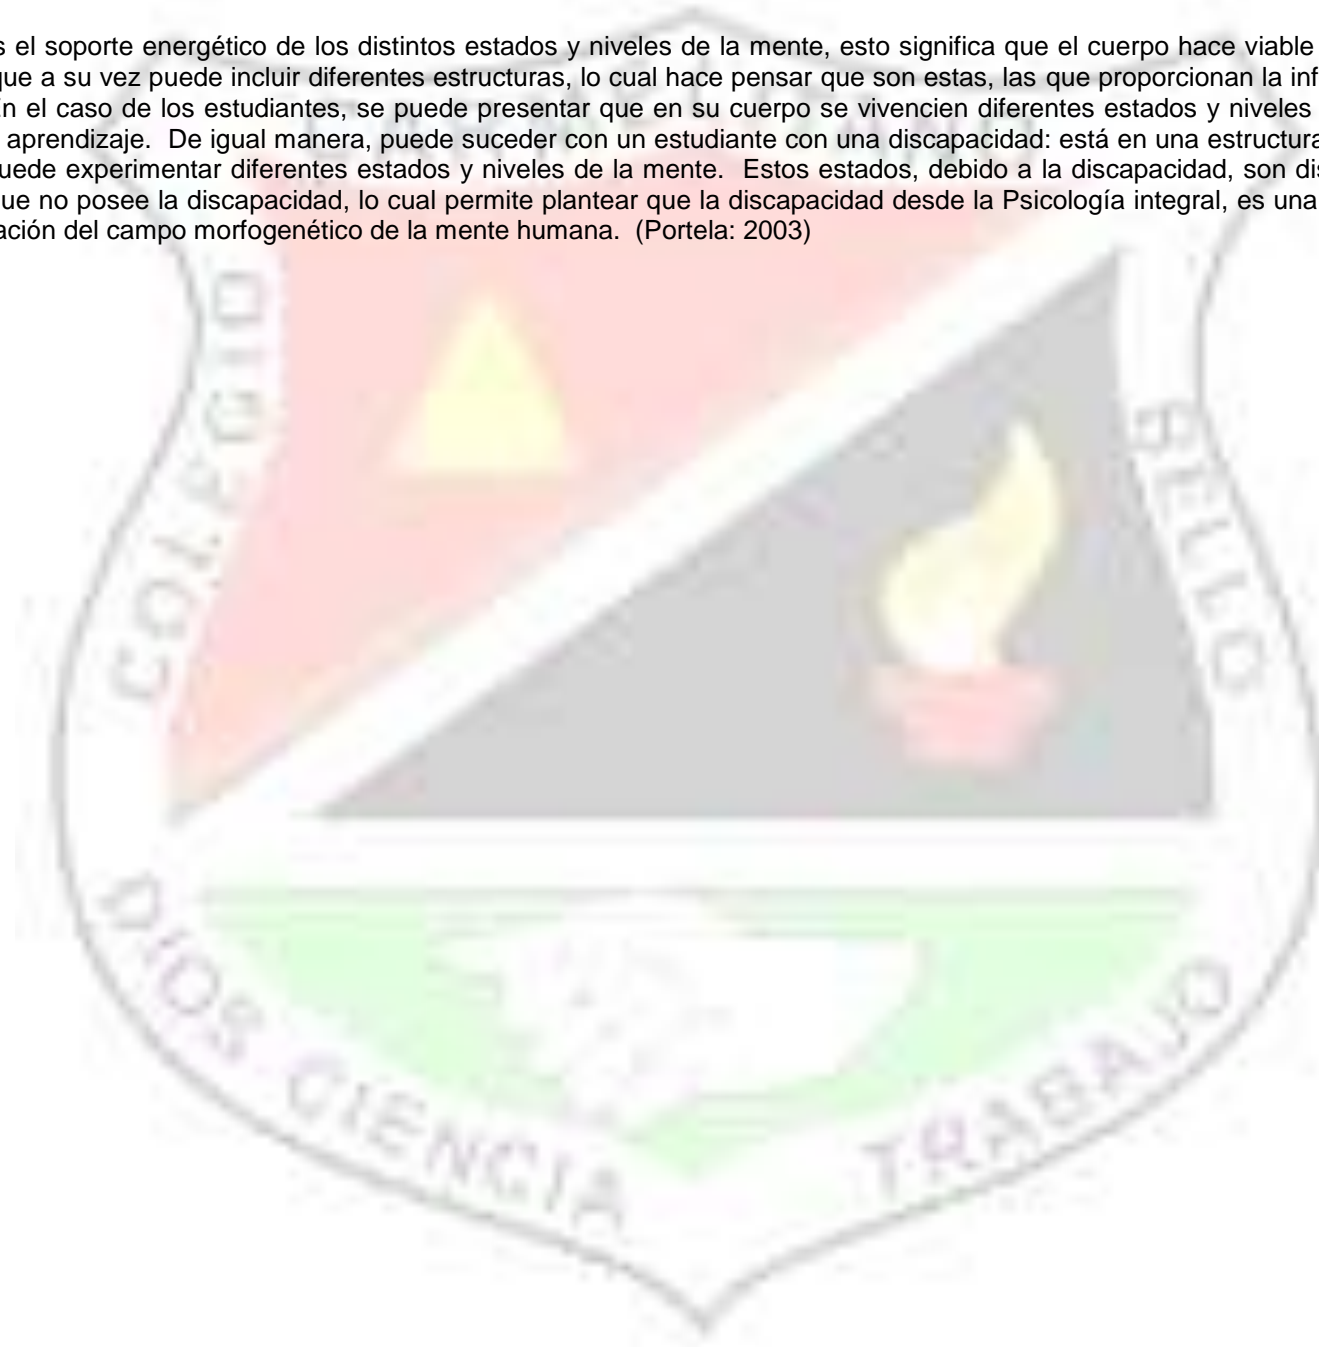 s el soporte energético de los distintos estados y niveles de la mente, esto significa que el cuerpo hace viable
que a su vez puede incluir diferentes estructuras, lo cual hace pensar que son estas, las que proporcionan la inf
En el caso de los estudiantes, se puede presentar que en su cuerpo se vivencien diferentes estados y niveles
aprendizaje. De igual manera, puede suceder con un estudiante con una discapacidad: está en una estructura
uede experimentar diferentes estados y niveles de la mente. Estos estados, debido a la discapacidad, son dis
que no posee la discapacidad, lo cual permite plantear que la discapacidad desde la Psicología integral, es una
ación del campo morfogenético de la mente humana. (Portela: 2003)
COLEGIO
BELLO
DIOS CIENCIA TRABAJO